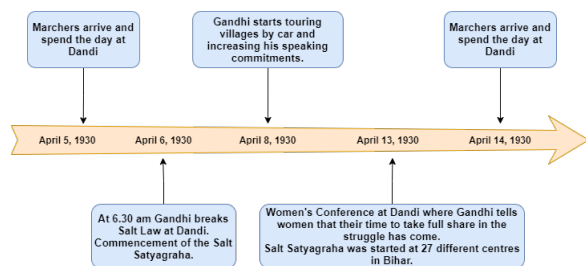 Marchers arrive and
spend the day at
Dandi
Gandhi starts touring
villages by car and
increasing his speaking
commitments.
Marchers arrive and
spend the day at
Dandi
April 5, 1930
April 6, 1930
April 8, 1930
April 13, 1930
April 14, 1930
At 6.30 am Gandhi breaks
Salt Law at Dandi.
Commencement of the Salt
Satyagraha.
Women's Conference at Dandi where Gandhi tells
women that their time to take full share in the
struggle has come.
Salt Satyagraha was started at 27 different centres
in Bihar.